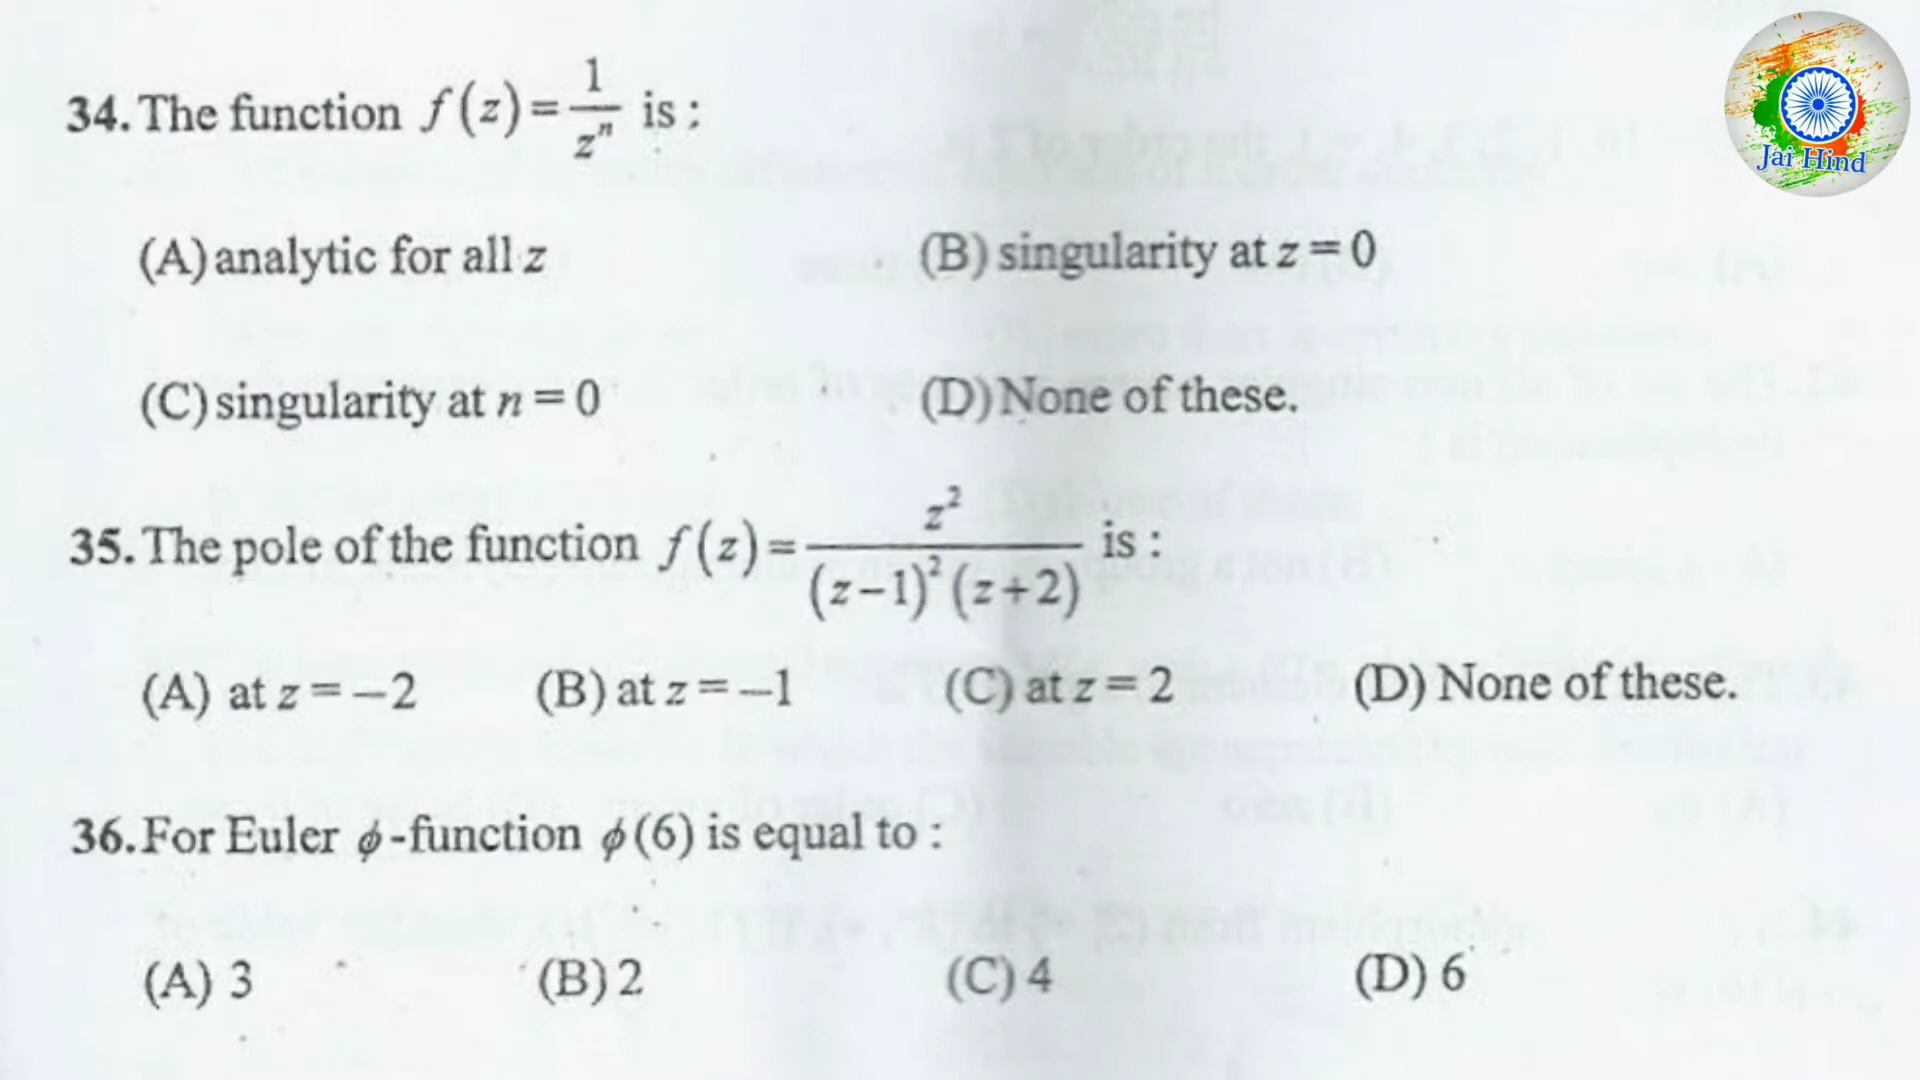 Jai Hind
34. The function f(z) = 1/zⁿ is :
(A) analytic for all z (B) singularity at z = 0
(C) singularity at n = 0 (D) None of these.
35. The pole of the function f(z) = z²/((z−1)²(z+2)) is :
(A) at z = −2 (B) at z = −1 (C) at z = 2 (D) None of these.
36. For Euler ϕ-function ϕ(6) is equal to :
(A) 3 (B) 2 (C) 4 (D) 6